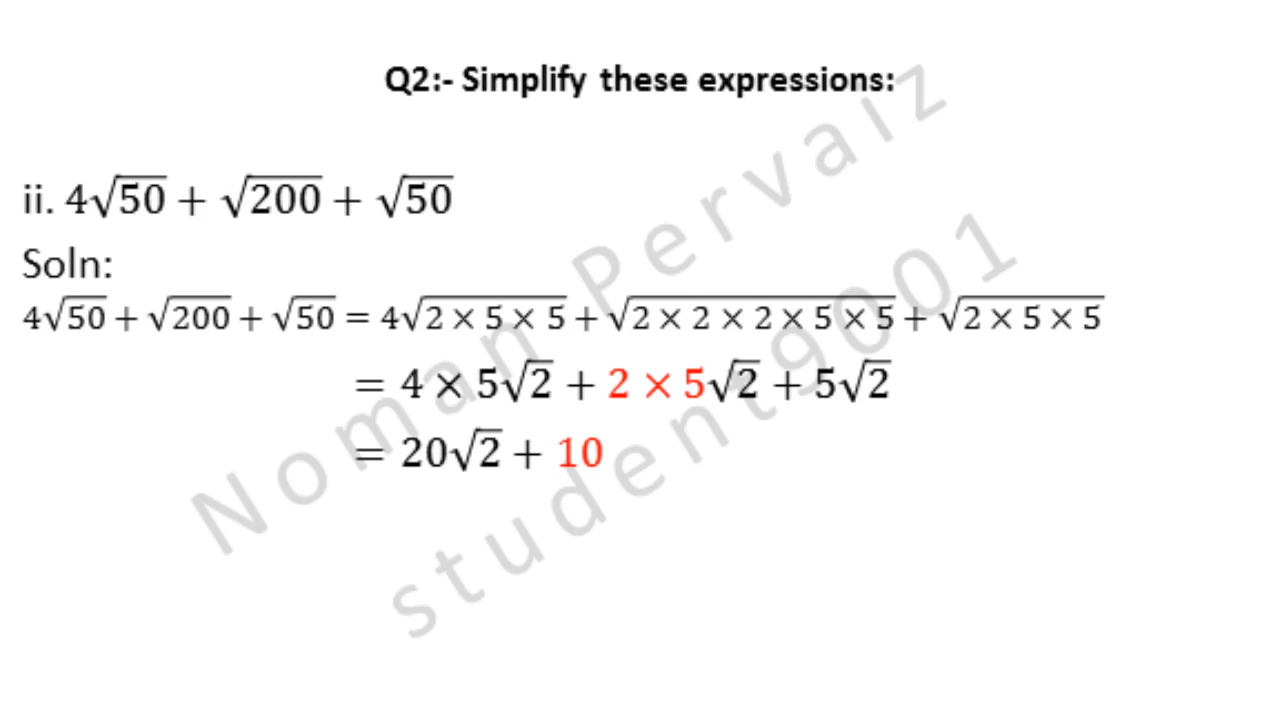 Q2:- Simplify these expressions:
ii. 4√50 + √200 + √50
Soln:
4√50 + √200 + √50 = 4√2 × 5 × 5 + √2 × 2 × 2 × 5 × 5 + √2 × 5 × 5
= 4 × 5√2 + 2 × 5√2 + 5√2
= 20√2 + 10
Noman Pervaiz
student9001